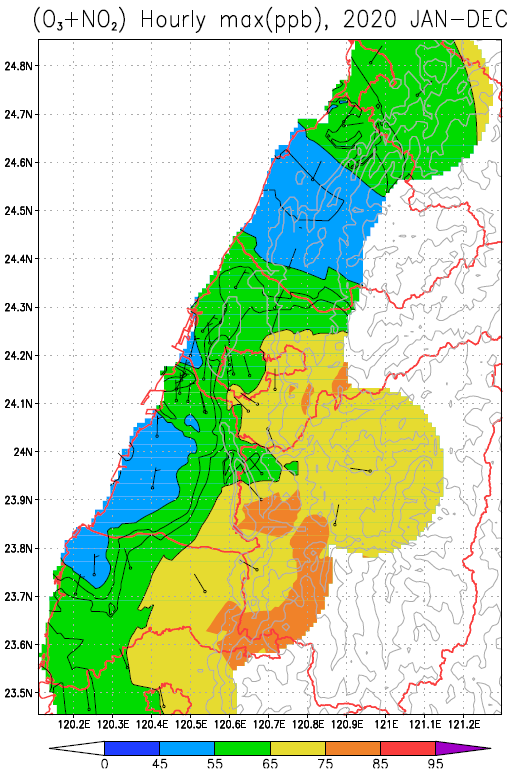 (O₃+NO₂) Hourly max(ppb), 2020 JAN−DEC
24.8N
24.7N
24.6N
24.5N
24.4N
24.3N
24.2N
24.1N
24N
23.9N
23.8N
23.7N
23.6N
23.5N
120.2E 120.3E 120.4E 120.5E 120.6E 120.7E 120.8E 120.9E 121E 121.1E 121.2E
0 45 55 65 75 85 95